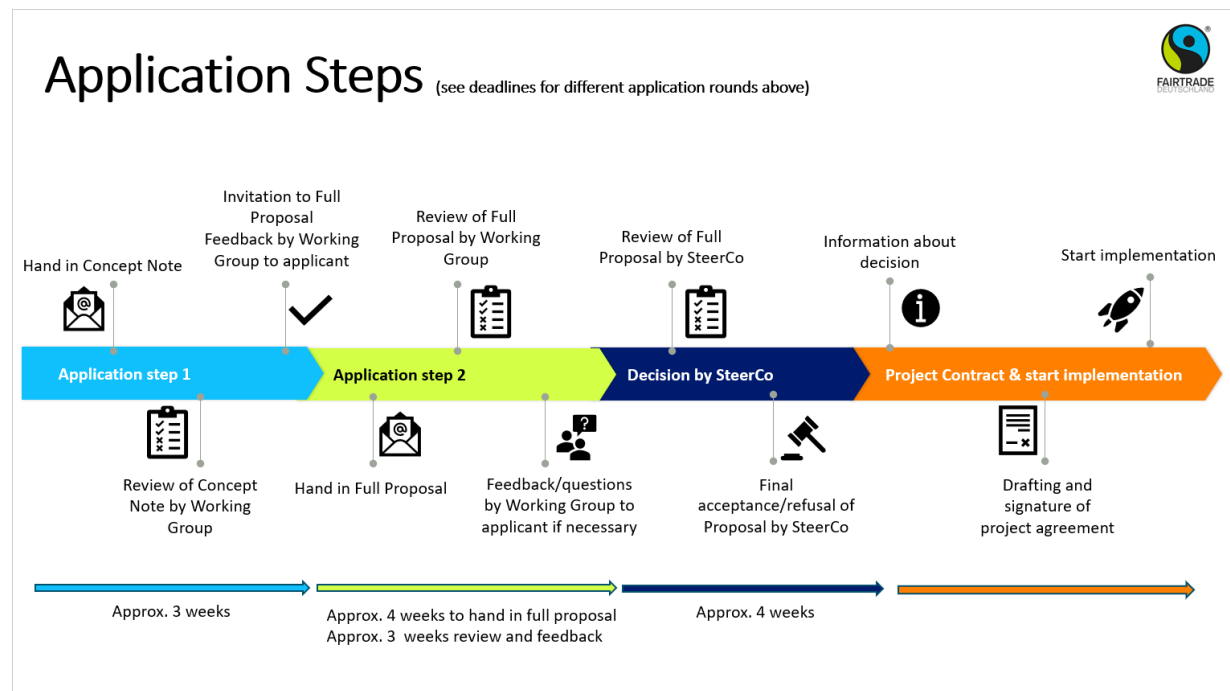 Application Steps (see deadlines for different application rounds above)
®
FAIRTRADE
DEUTSCHLAND
Hand in Concept Note
Invitation to Full
Proposal
Feedback by Working
Group to applicant
Review of Full
Proposal by Working
Group
Review of Full
Proposal by SteerCo
Information about
decision
Start implementation
@
i
Application step 1
Application step 2
Decision by SteerCo
Project Contract & start implementation
@
?
Review of Concept
Note by Working
Group
Hand in Full Proposal
Feedback/questions
by Working Group to
applicant if necessary
Final
acceptance/refusal of
Proposal by SteerCo
Drafting and
signature of
project agreement
Approx. 3 weeks
Approx. 4 weeks to hand in full proposal
Approx. 3  weeks review and feedback
Approx. 4 weeks